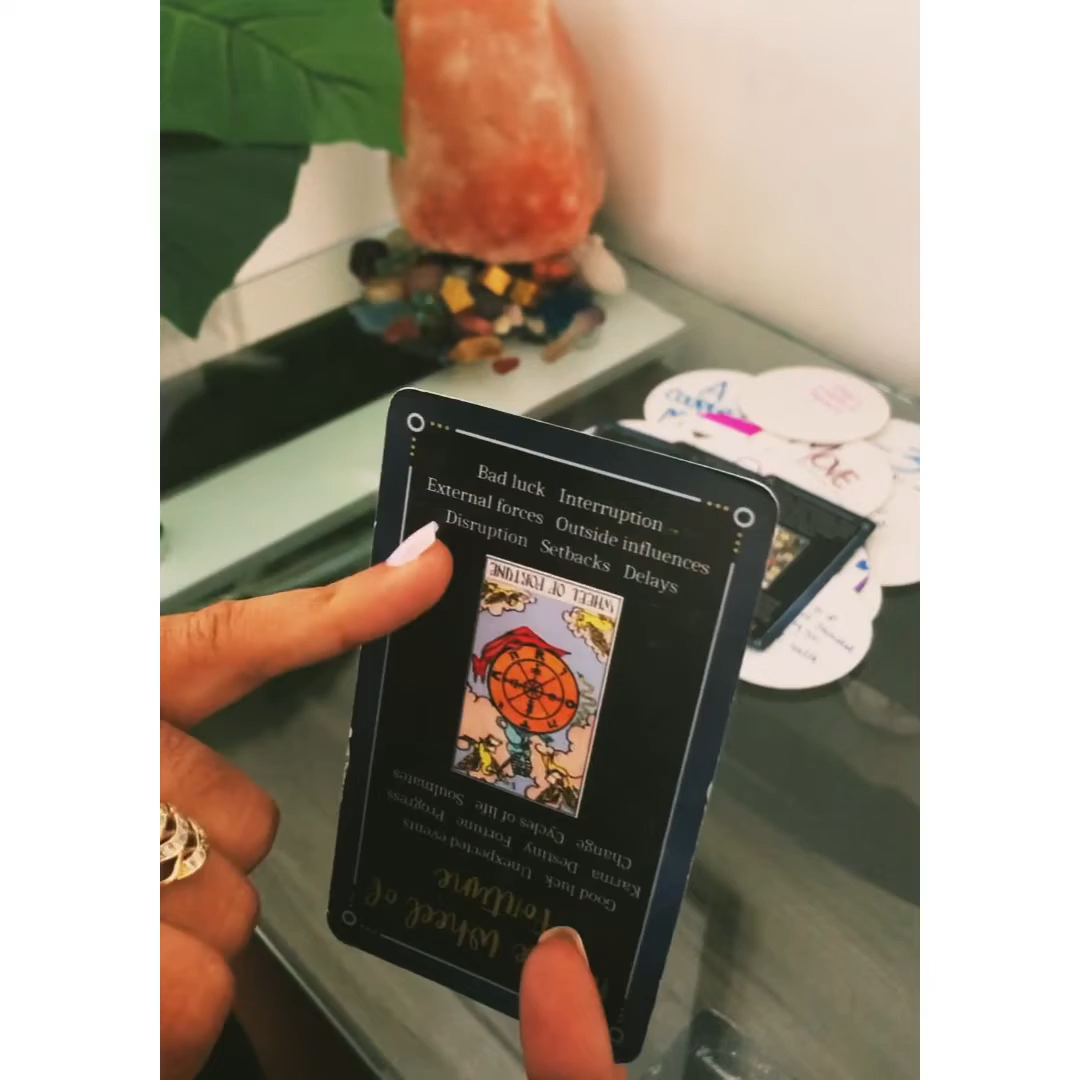 Bad luck Interruption
External forces Outside influences
Disruption Setbacks Delays
WHEEL OF FORTUNE
Wheel of
Fortune
Good luck Unexpected events
Karma Destiny Fortune Progress
Change Cycles of life Soulmates
A
MOVE